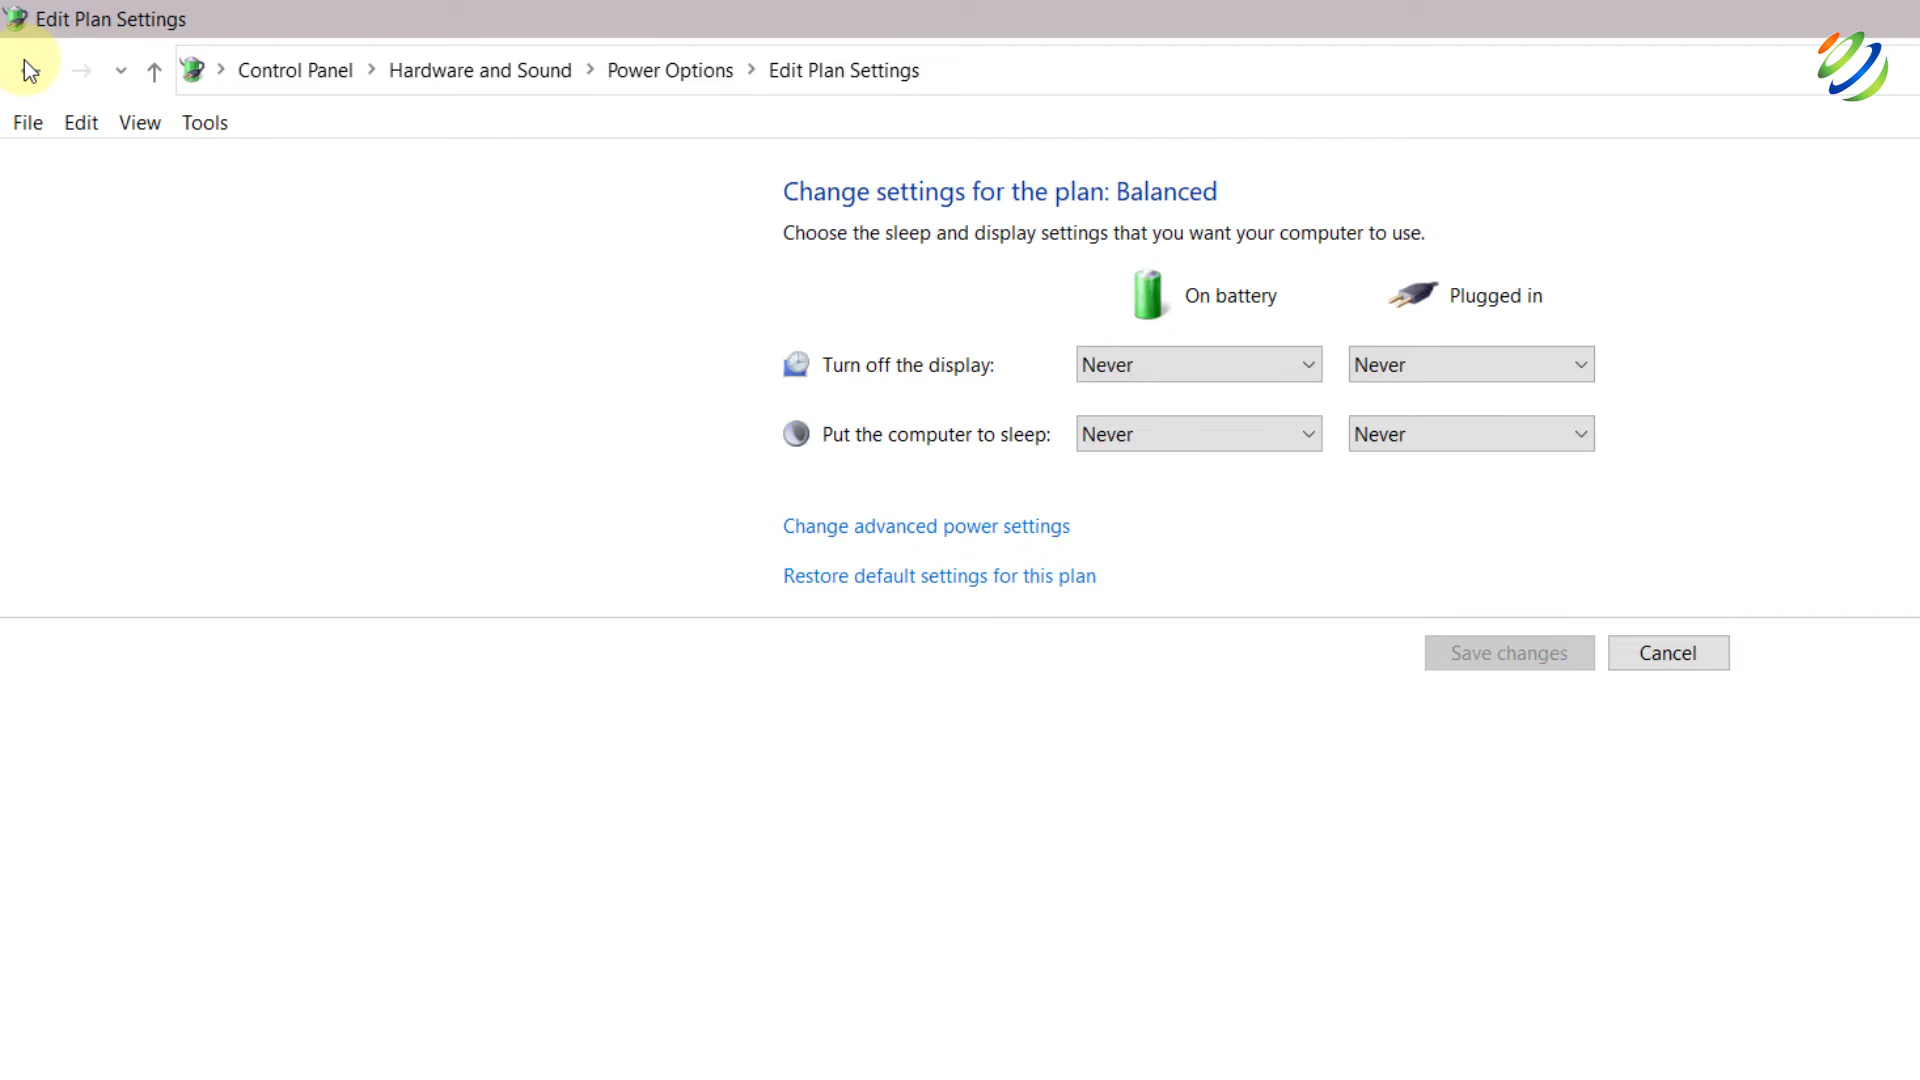 Edit Plan Settings
Control Panel > Hardware and Sound > Power Options > Edit Plan Settings
File Edit View Tools
Change settings for the plan: Balanced
Choose the sleep and display settings that you want your computer to use.
On battery Plugged in
Turn off the display: Never Never
Put the computer to sleep: Never Never
Change advanced power settings
Restore default settings for this plan
Save changes Cancel